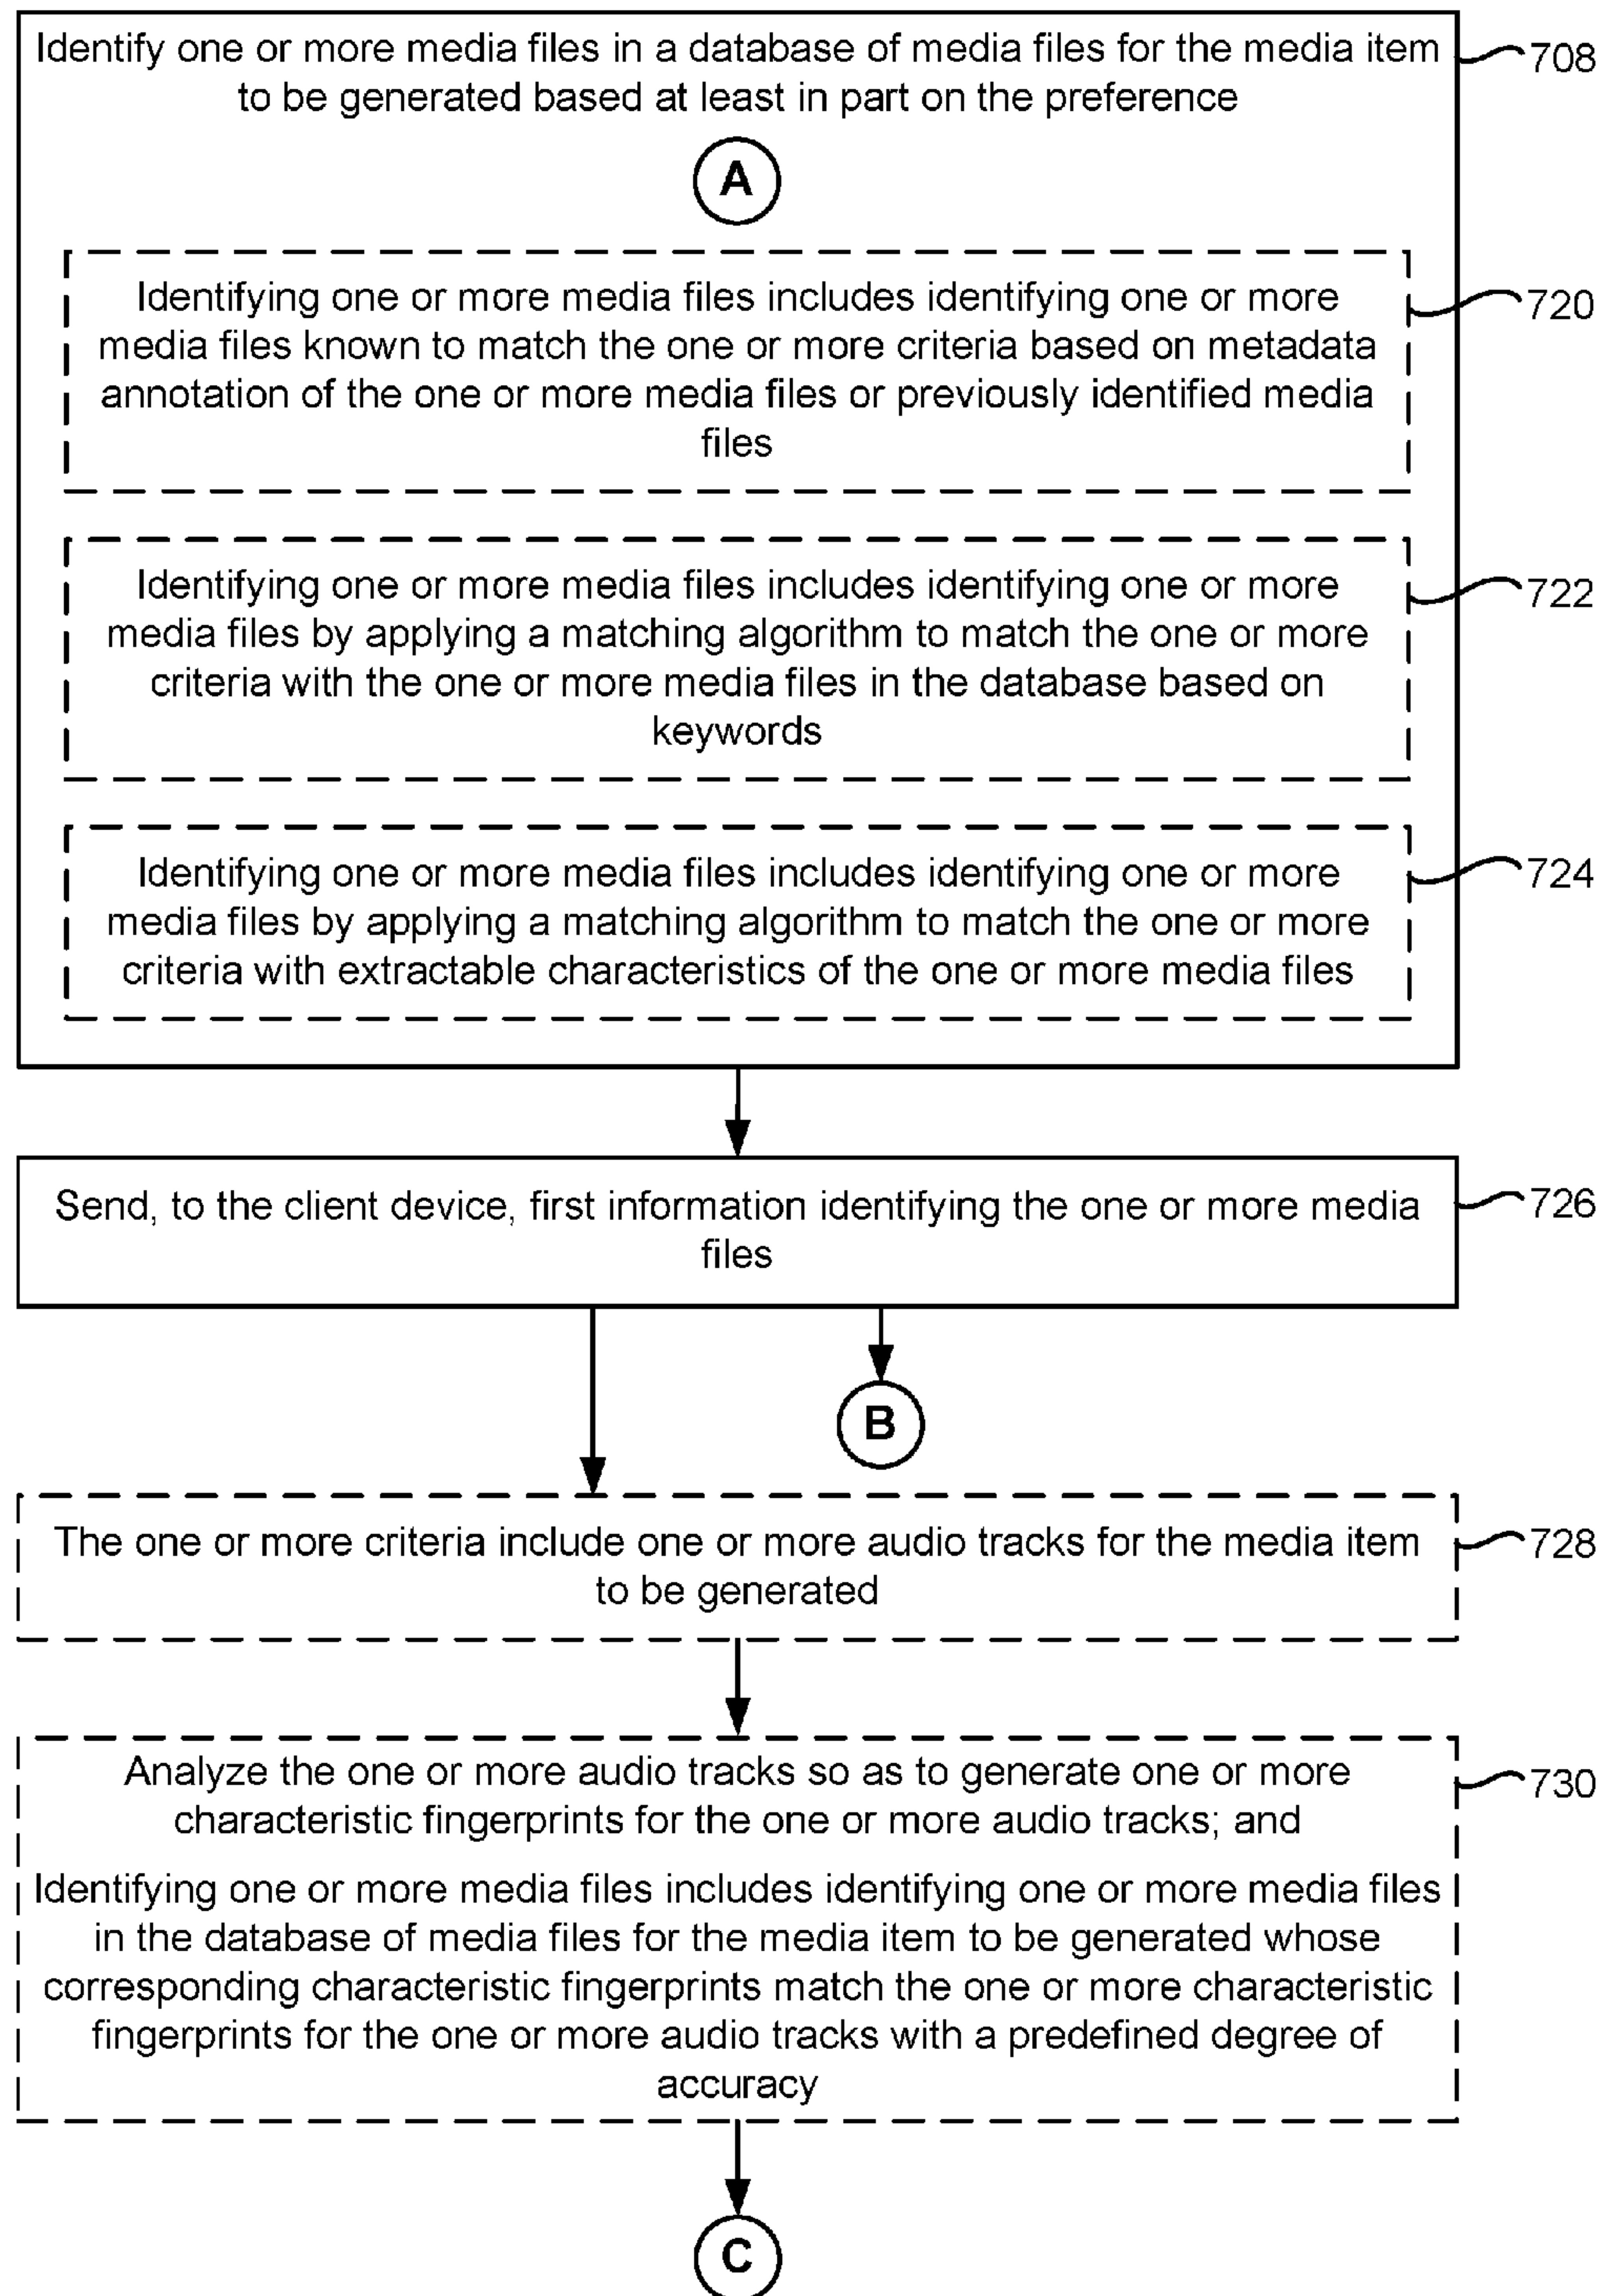 Identify one or more media files in a database of media files for the media item
to be generated based at least in part on the preference
708
A
Identifying one or more media files includes identifying one or more
media files known to match the one or more criteria based on metadata
annotation of the one or more media files or previously identified media
files
720
Identifying one or more media files includes identifying one or more
media files by applying a matching algorithm to match the one or more
criteria with the one or more media files in the database based on
keywords
722
Identifying one or more media files includes identifying one or more
media files by applying a matching algorithm to match the one or more
criteria with extractable characteristics of the one or more media files
724
Send, to the client device, first information identifying the one or more media
files
726
B
The one or more criteria include one or more audio tracks for the media item
to be generated
728
Analyze the one or more audio tracks so as to generate one or more
characteristic fingerprints for the one or more audio tracks; and
Identifying one or more media files includes identifying one or more media files
in the database of media files for the media item to be generated whose
corresponding characteristic fingerprints match the one or more characteristic
fingerprints for the one or more audio tracks with a predefined degree of
accuracy
730
C